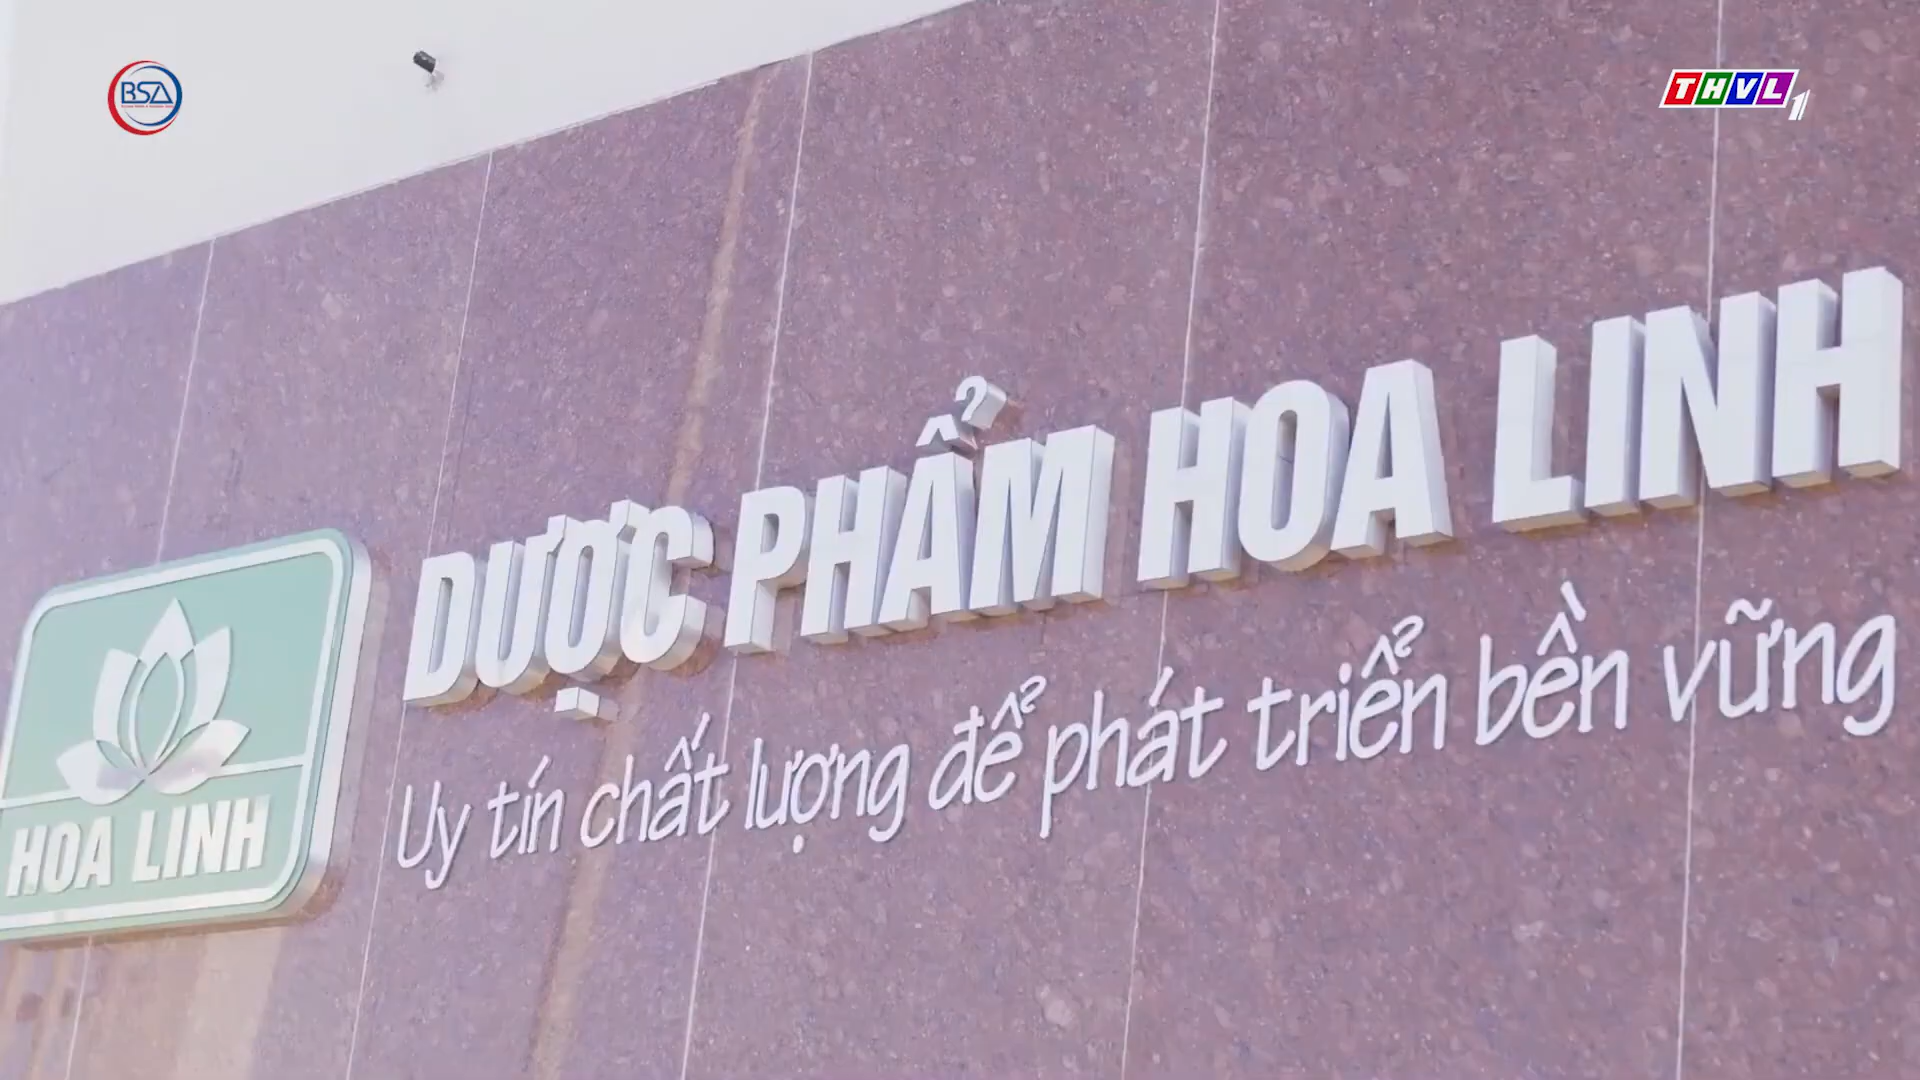 BSA
THVL1
DƯỢC PHẨM HOA LINH
Uy tín chất lượng để phát triển bền vững
HOA LINH